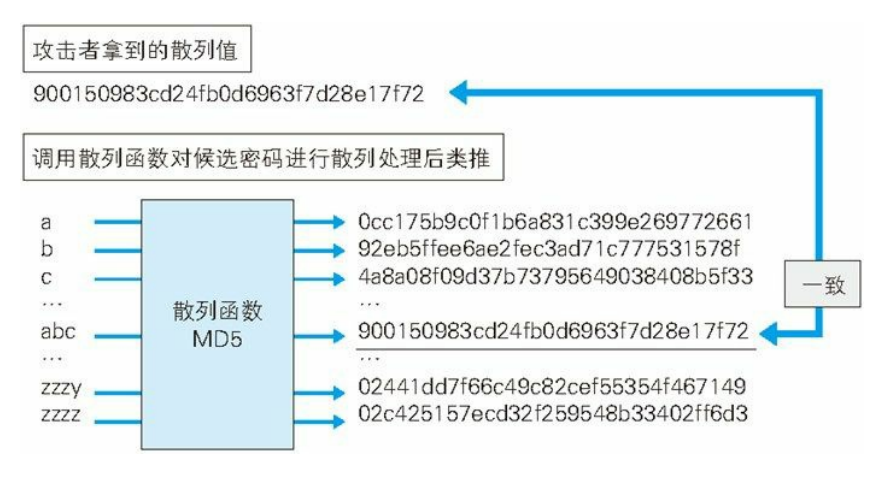 攻击者拿到的散列值
900150983cd24fb0d6963f7d28e17f72
调用散列函数对候选密码进行散列处理后类推
a 0cc175b9c0f1b6a831c399e269772661
b 92eb5ffee6ae2fec3ad71c777531578f
c 4a8a08f09d37b73795649038408b5f33
… …
abc 900150983cd24fb0d6963f7d28e17f72
… …
zzzy 02441dd7f66c49c82cef55354f467149
zzzz 02c425157ecd32f259548b33402ff6d3
散列函数
MD5
一致